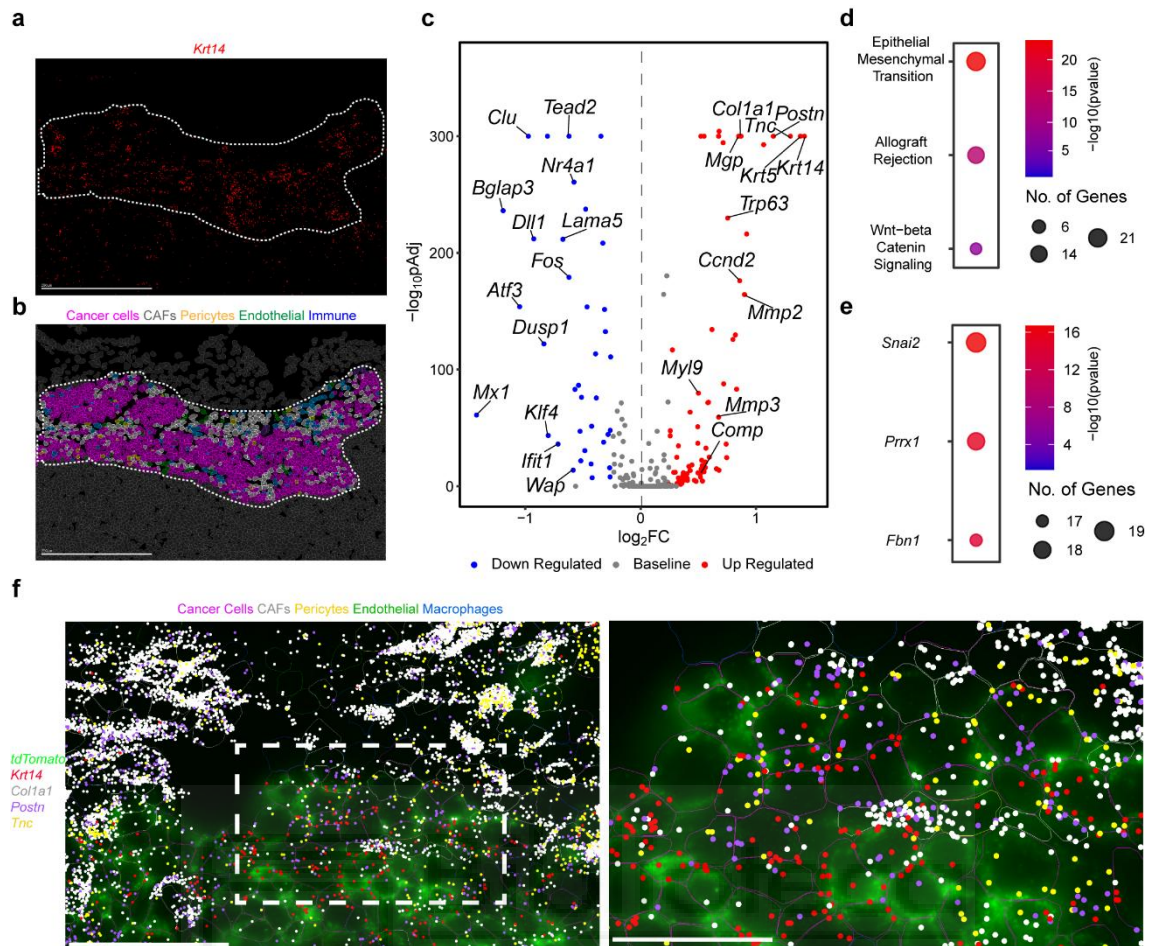 a
Krt14
b
Cancer cells CAFs Pericytes Endothelial Immune
c
−log10pAdj
300
200
100
0
Clu
Tead2
Nr4a1
Bglap3
Dll1
Lama5
Fos
Atf3
Dusp1
Mx1
Klf4
Ifit1
Wap
Col1a1
Postn
Tnc
Mgp
Krt5
Krt14
Trp63
Ccnd2
Mmp2
Myl9
Mmp3
Comp
−1
0
1
log2FC
Down Regulated
Baseline
Up Regulated
d
Epithelial
Mesenchymal
Transition
Allograft
Rejection
Wnt−beta
Catenin
Signaling
20
15
10
5
−log10(pvalue)
No. of Genes
6
14
21
e
Snai2
Prrx1
Fbn1
16
12
8
4
−log10(pvalue)
No. of Genes
17
18
19
f
Cancer Cells CAFs Pericytes Endothelial Macrophages
tdTomato
Krt14
Col1a1
Postn
Tnc